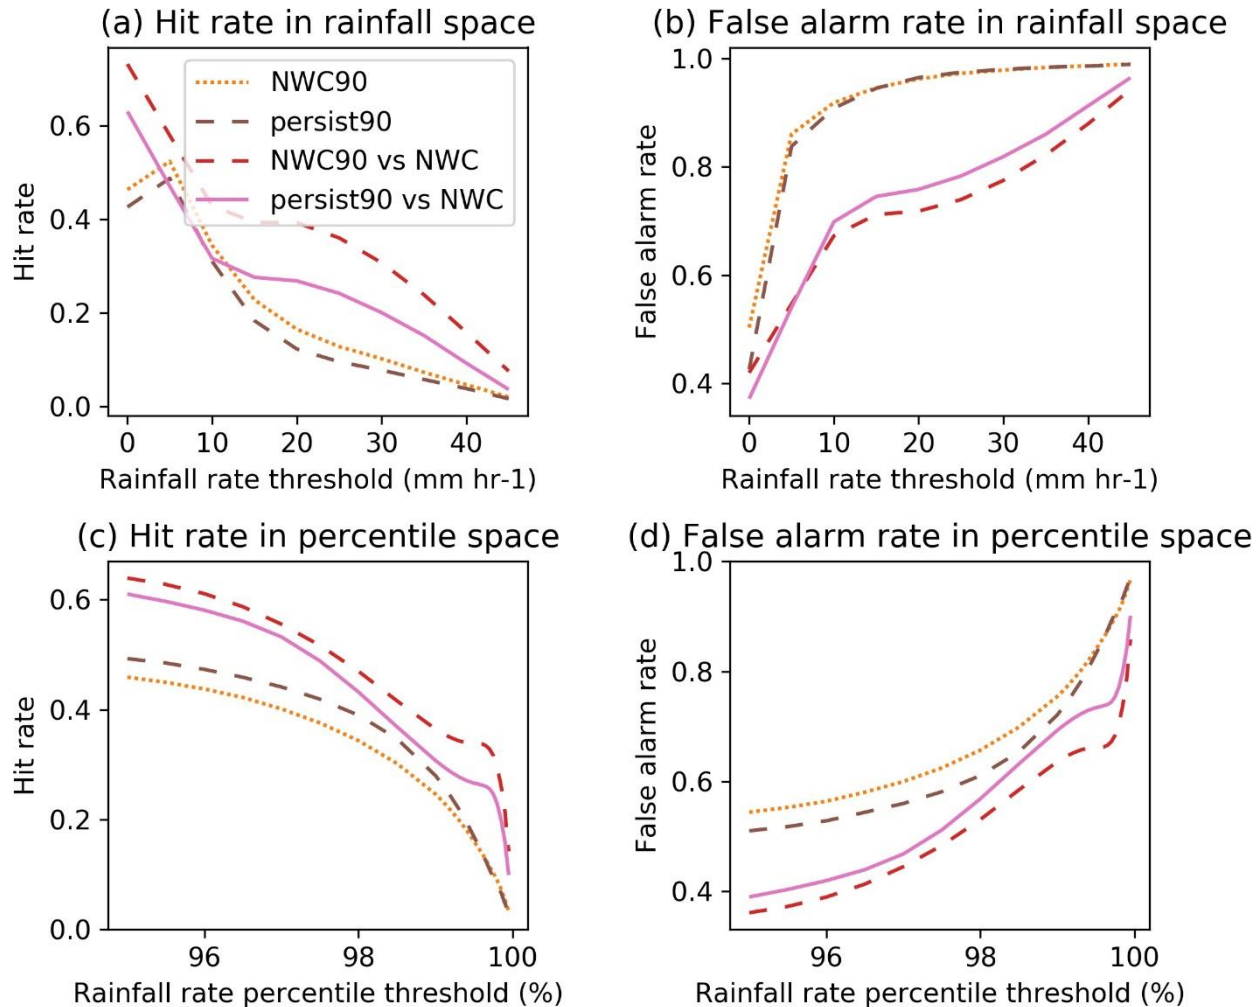 (a) Hit rate in rainfall space
(b) False alarm rate in rainfall space
NWC90
persist90
NWC90 vs NWC
persist90 vs NWC
Hit rate
0.6
0.4
0.2
0.0
0
10
20
30
40
Rainfall rate threshold (mm hr-1)
False alarm rate
1.0
0.8
0.6
0.4
0
10
20
30
40
Rainfall rate threshold (mm hr-1)
(c) Hit rate in percentile space
(d) False alarm rate in percentile space
Hit rate
0.6
0.4
0.2
0.0
96
98
100
Rainfall rate percentile threshold (%)
False alarm rate
1.0
0.8
0.6
0.4
96
98
100
Rainfall rate percentile threshold (%)